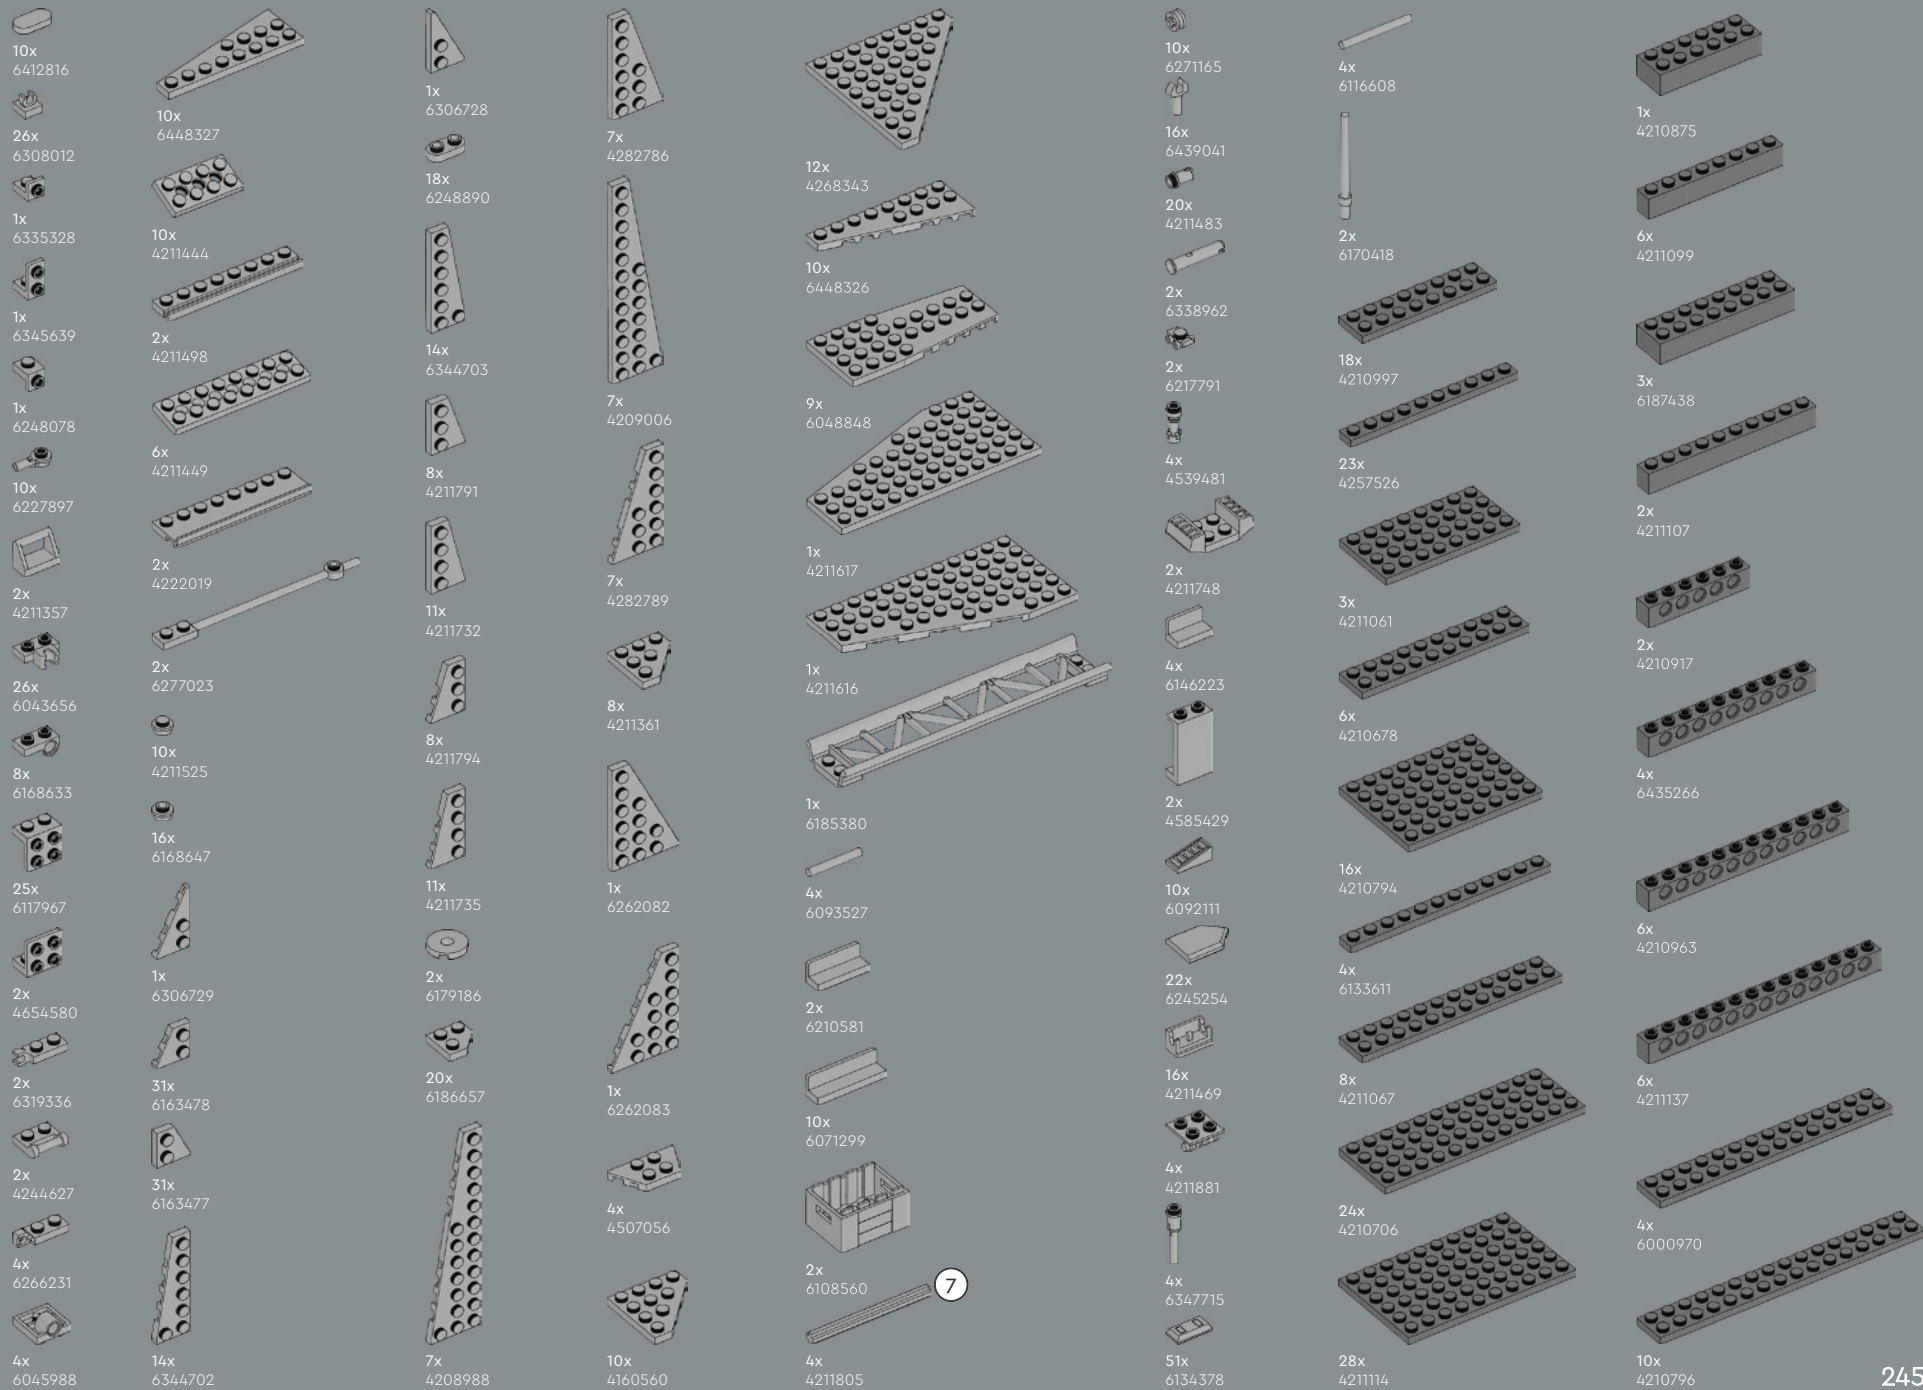 10x
6412816
26x
6308012
1x
6335328
1x
6345639
1x
6248078
10x
6227897
2x
4211357
26x
6043656
8x
6168633
25x
6117967
2x
4654580
2x
6319336
2x
4244627
4x
6266231
4x
6045988
10x
6448327
10x
4211444
2x
4211498
6x
4211449
2x
4222019
2x
6277023
10x
4211525
16x
6168647
1x
6306729
31x
6163478
31x
6163477
14x
6344702
1x
6306728
18x
6248890
14x
6344703
8x
4211791
11x
4211732
8x
4211794
11x
4211735
2x
6179186
20x
6186657
7x
4208988
7x
4282786
7x
4209006
7x
4282789
8x
4211361
1x
6262082
1x
6262083
4x
4507056
10x
4160560
12x
4268343
10x
6448326
9x
6048848
1x
4211617
1x
4211616
1x
6185380
4x
6093527
2x
6210581
10x
6071299
2x
6108560
7
4x
4211805
10x
6271165
16x
6439041
20x
4211483
2x
6338962
2x
6217791
4x
4539481
2x
4211748
4x
6146223
2x
4585429
10x
6092111
22x
6245254
16x
4211469
4x
4211881
4x
6347715
51x
6134378
4x
6116608
2x
6170418
18x
4210997
23x
4257526
3x
4211061
6x
4210678
16x
4210794
4x
6133611
8x
4211067
24x
4210706
28x
4211114
1x
4210875
6x
4211099
3x
6187438
2x
4211107
2x
4210917
4x
6435266
6x
4210963
6x
4211137
4x
6000970
10x
4210796
245